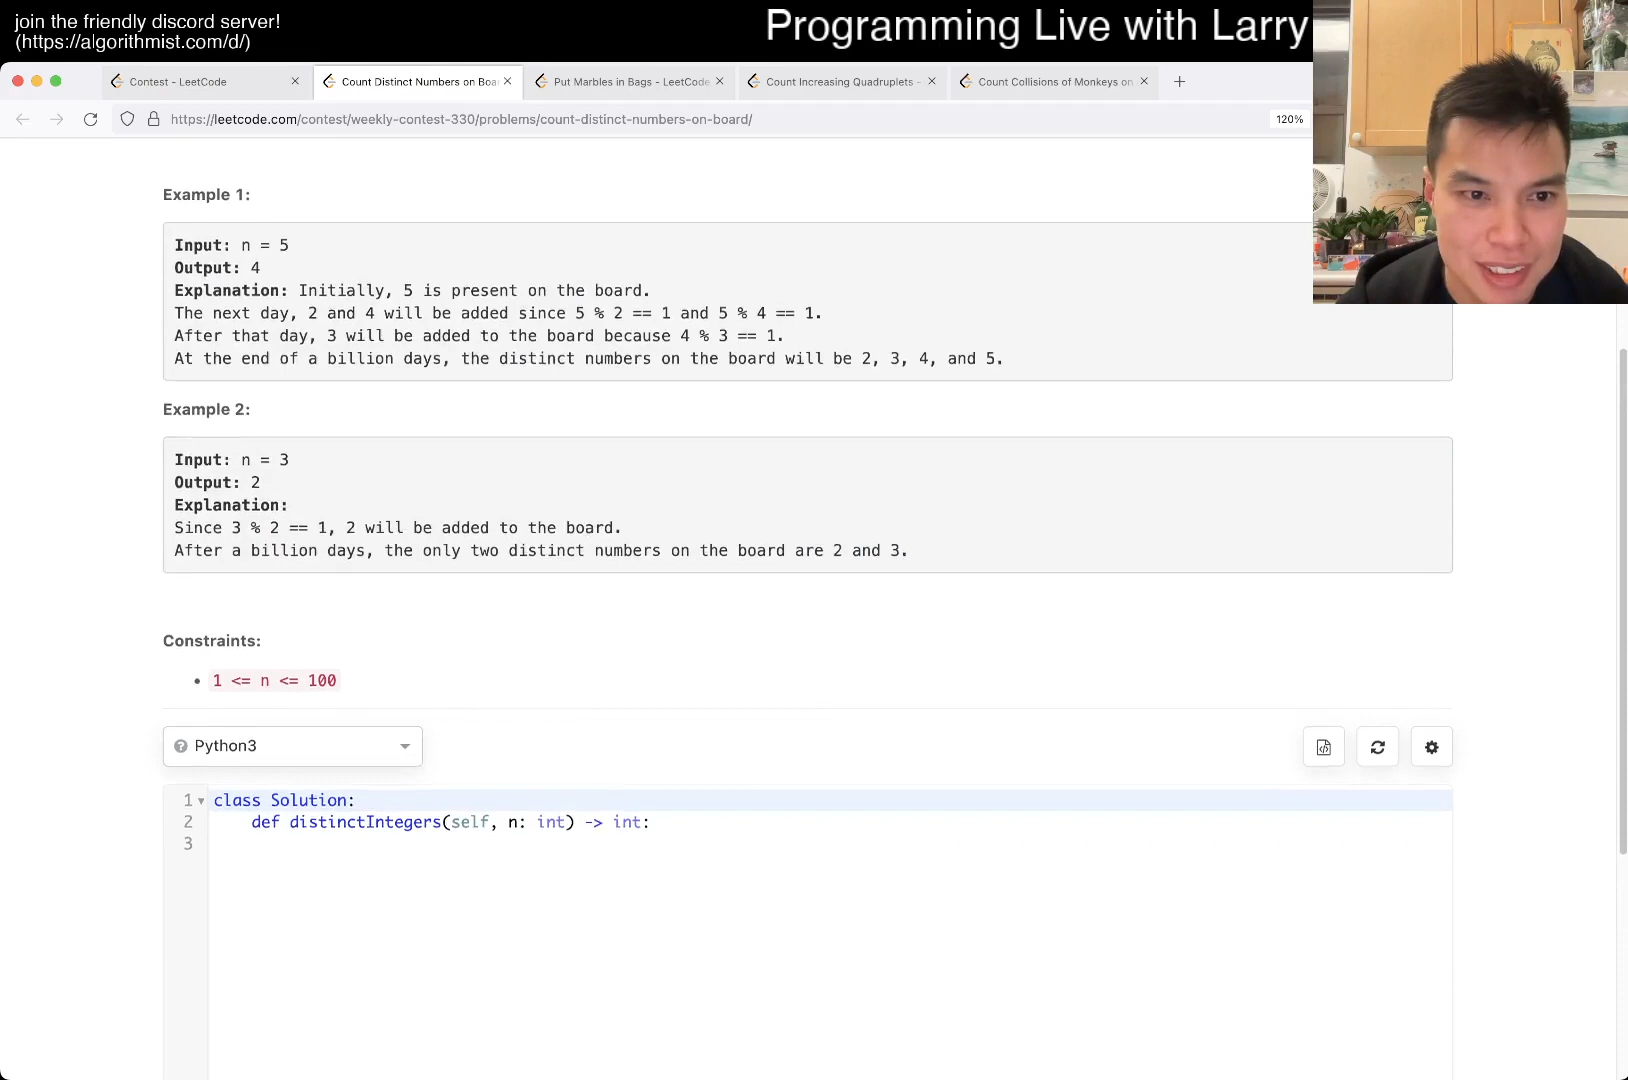 join the friendly discord server!
(https://algorithmist.com/d/)
Programming Live with Larry
Contest - LeetCode
Count Distinct Numbers on Boa
Put Marbles in Bags - LeetCode
Count Increasing Quadruplets -
Count Collisions of Monkeys on
https://leetcode.com/contest/weekly-contest-330/problems/count-distinct-numbers-on-board/
120%
Example 1:
Input: n = 5
Output: 4
Explanation: Initially, 5 is present on the board.
The next day, 2 and 4 will be added since 5 % 2 == 1 and 5 % 4 == 1.
After that day, 3 will be added to the board because 4 % 3 == 1.
At the end of a billion days, the distinct numbers on the board will be 2, 3, 4, and 5.
Example 2:
Input: n = 3
Output: 2
Explanation:
Since 3 % 2 == 1, 2 will be added to the board.
After a billion days, the only two distinct numbers on the board are 2 and 3.
Constraints:
• 1 <= n <= 100
Python3
1 class Solution:
2 def distinctIntegers(self, n: int) -> int:
3